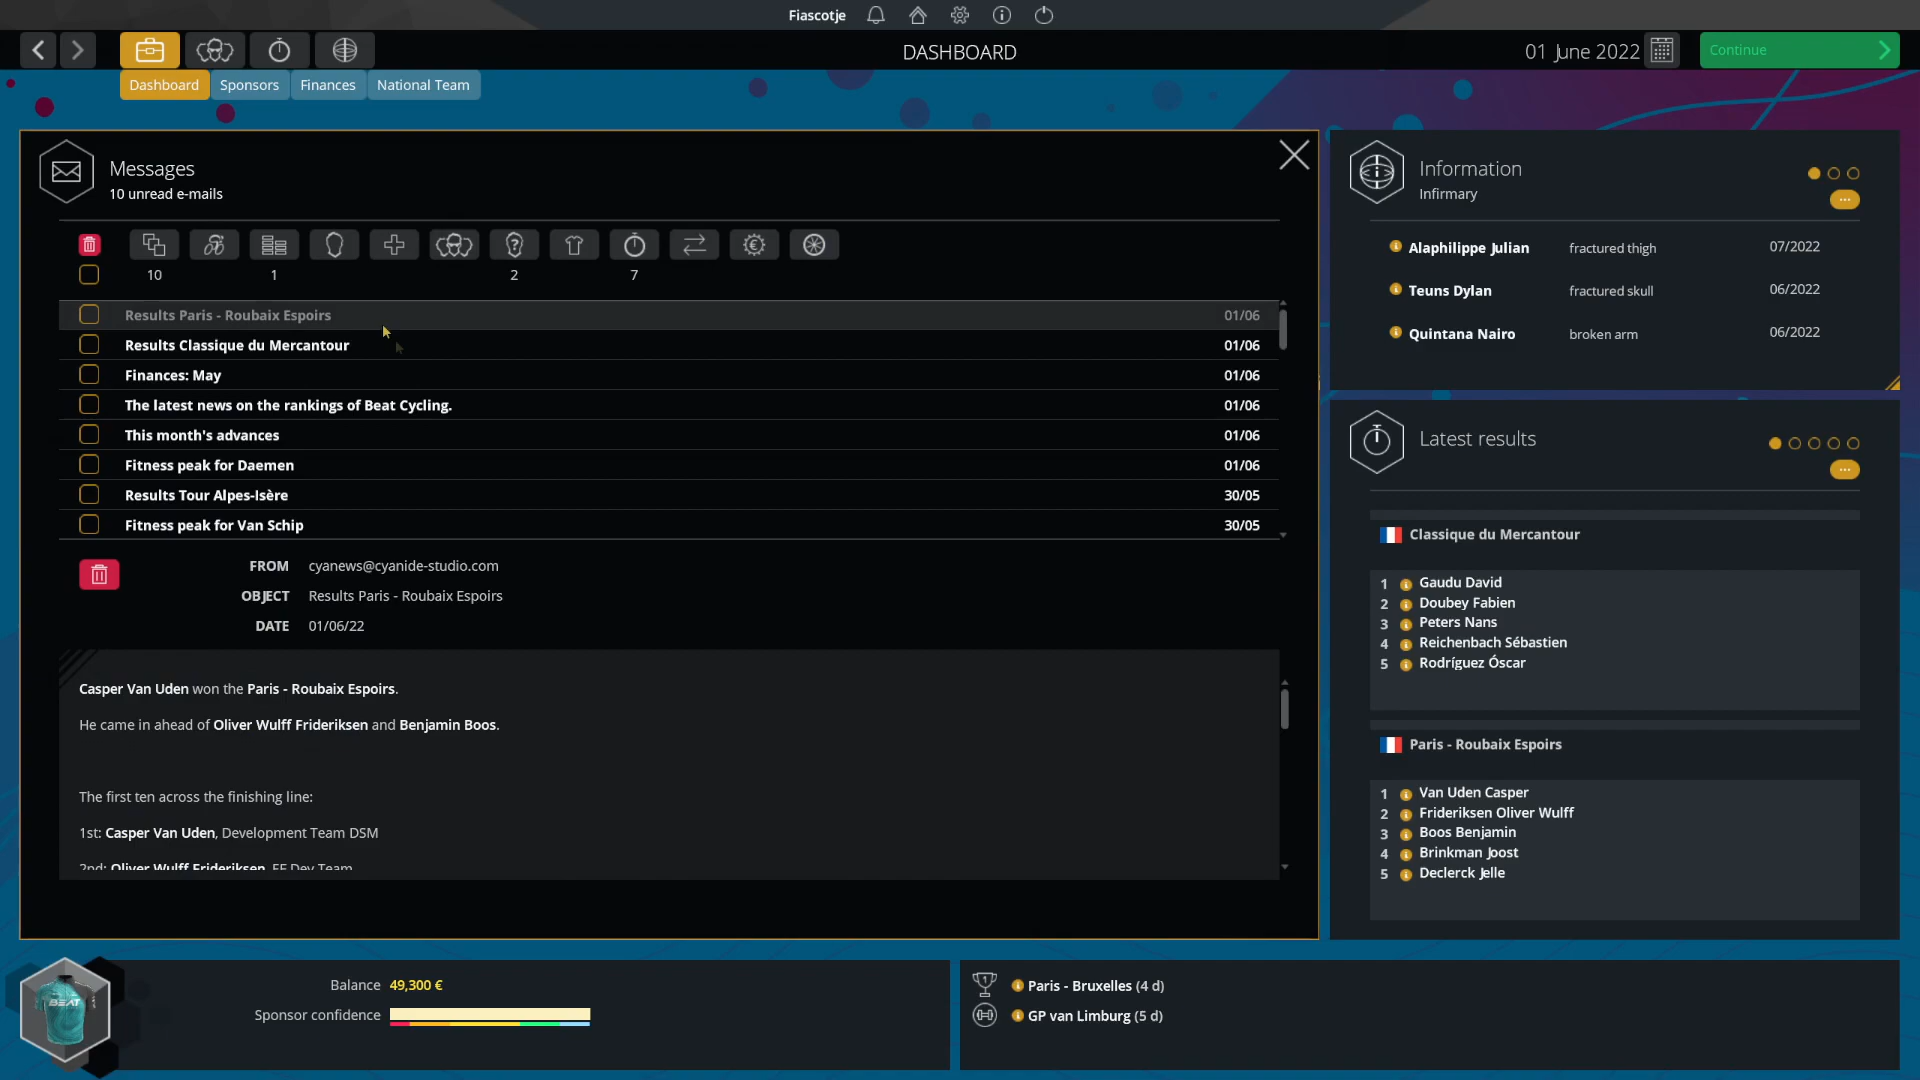 Fiascotje
DASHBOARD
01 June 2022
Continue
Dashboard
Sponsors
Finances
National Team
Messages
10 unread e-mails
10
1
2
7
Results Paris - Roubaix Espoirs 01/06
Results Classique du Mercantour 01/06
Finances: May 01/06
The latest news on the rankings of Beat Cycling. 01/06
This month's advances 01/06
Fitness peak for Daemen 01/06
Results Tour Alpes-Isère 30/05
Fitness peak for Van Schip 30/05
FROM cyanews@cyanide-studio.com
OBJECT Results Paris - Roubaix Espoirs
DATE 01/06/22
Casper Van Uden won the Paris - Roubaix Espoirs.
He came in ahead of Oliver Wulff Frideriksen and Benjamin Boos.
The first ten across the finishing line:
1st: Casper Van Uden, Development Team DSM
2nd: Oliver Wulff Frideriksen, EF Dev Team
Information
Infirmary
Alaphilippe Julian fractured thigh 07/2022
Teuns Dylan fractured skull 06/2022
Quintana Nairo broken arm 06/2022
Latest results
Classique du Mercantour
1 Gaudu David
2 Doubey Fabien
3 Peters Nans
4 Reichenbach Sébastien
5 Rodríguez Óscar
Paris - Roubaix Espoirs
1 Van Uden Casper
2 Frideriksen Oliver Wulff
3 Boos Benjamin
4 Brinkman Joost
5 Declerck Jelle
BEAT
Balance 49,300 €
Sponsor confidence
1
Paris - Bruxelles (4 d)
GP van Limburg (5 d)